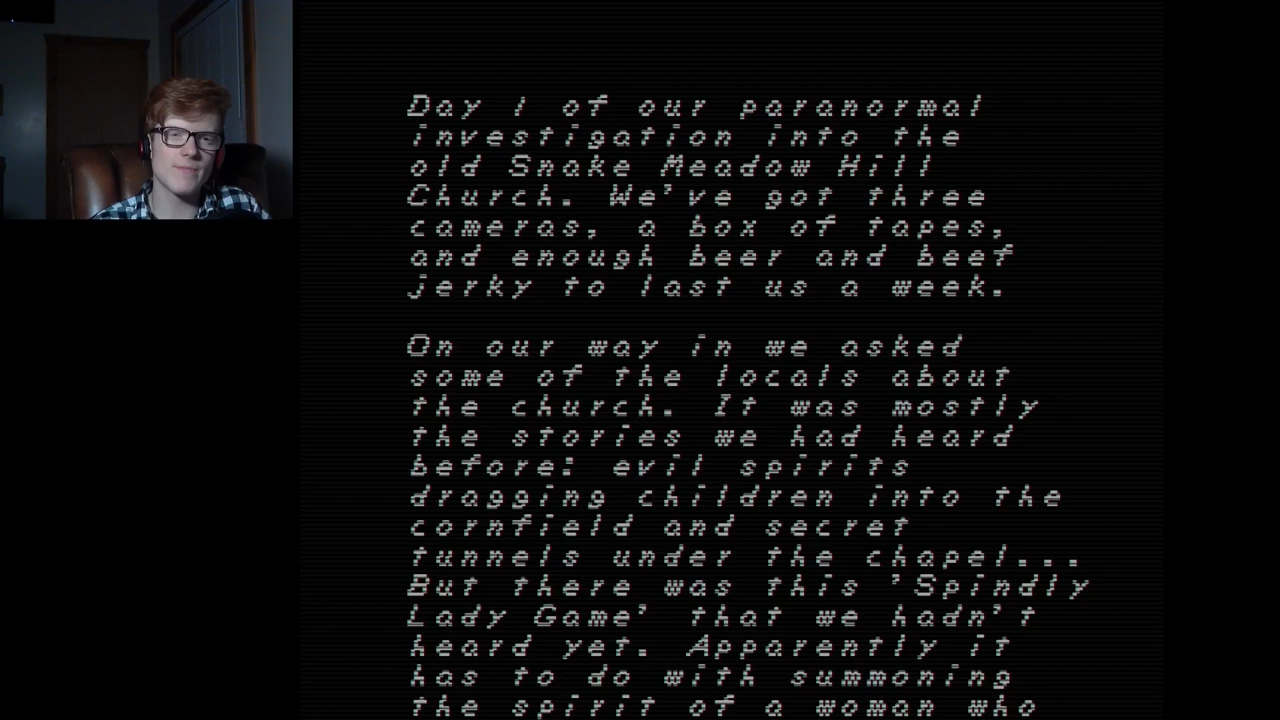 Day 1 of our paranormal
investigation into the
old Snake Meadow Hill
Church. We've got three
cameras, a box of tapes,
and enough beer and beef
jerky to last us a week.
On our way in we asked
some of the locals about
the church. It was mostly
the stories we had heard
before: evil spirits
dragging children into the
cornfield and secret
tunnels under the chapel...
But there was this 'Spindly
Lady Game' that we hadn't
heard yet. Apparently it
has to do with summoning
the spirit of a woman who